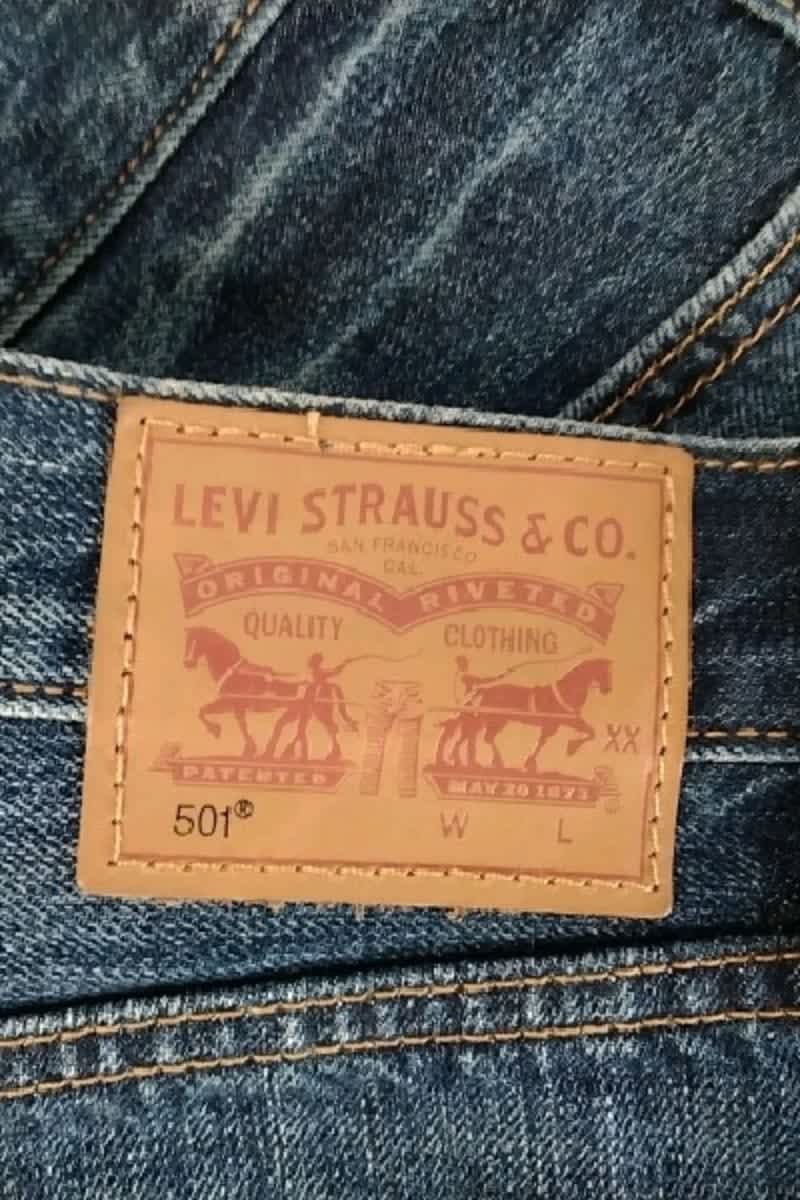 LEVI STRAUSS & CO.
SAN FRANCISCO
CAL.
ORIGINAL RIVETED
QUALITY CLOTHING
XX
PATENTED MAY 20 1873
501® W L